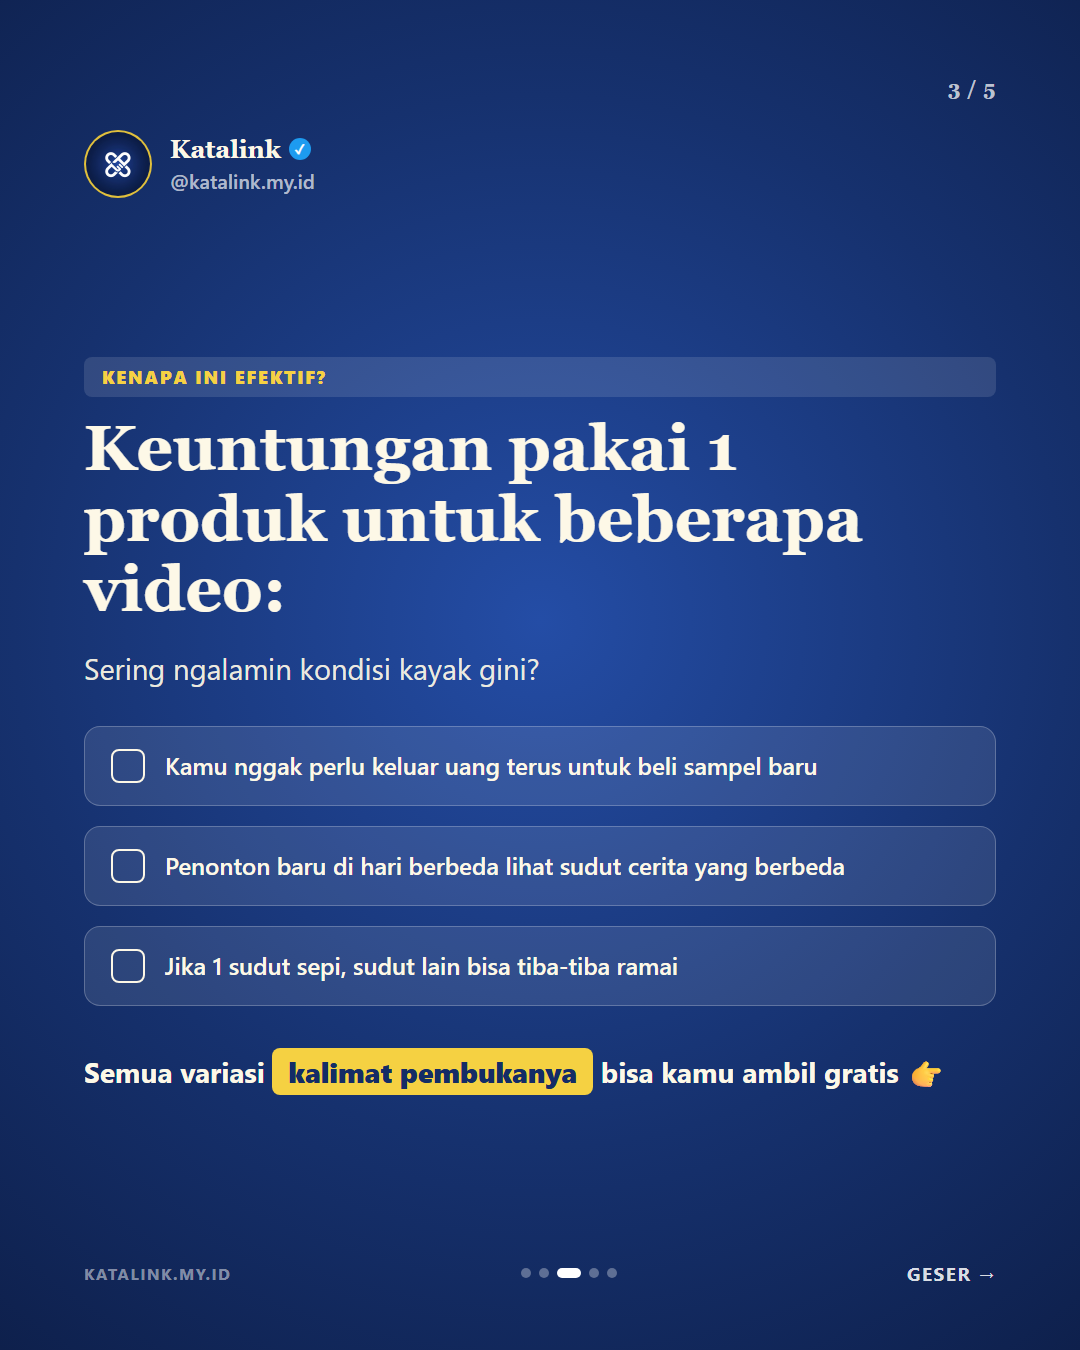 3 / 5
Katalink
@katalink.my.id
KENAPA INI EFEKTIF?
Keuntungan pakai 1
produk untuk beberapa
video:
Sering ngalamin kondisi kayak gini?
Kamu nggak perlu keluar uang terus untuk beli sampel baru
Penonton baru di hari berbeda lihat sudut cerita yang berbeda
Jika 1 sudut sepi, sudut lain bisa tiba-tiba ramai
Semua variasi kalimat pembukanya bisa kamu ambil gratis 👉
KATALINK.MY.ID
GESER →